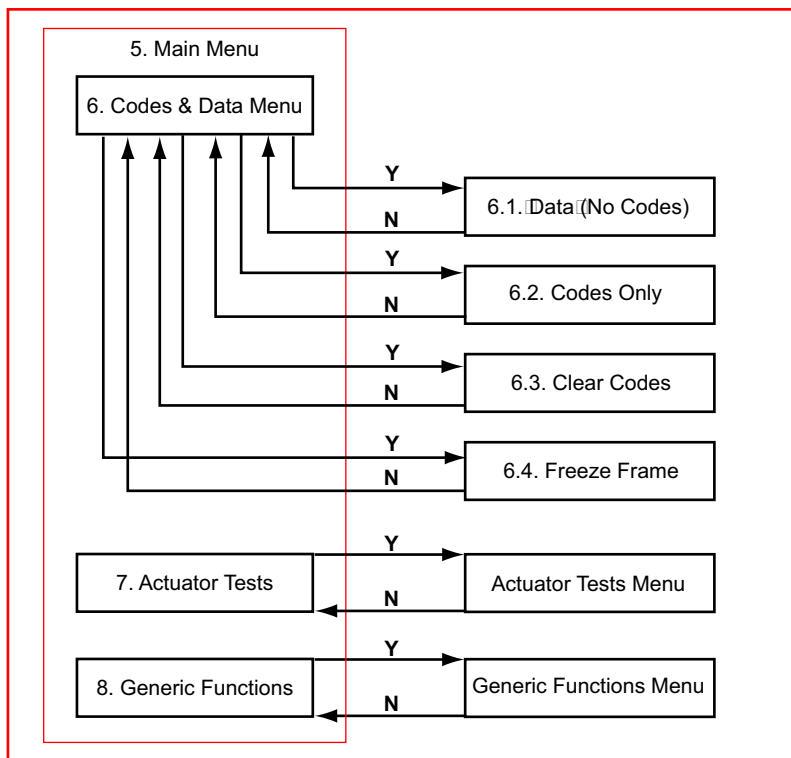 5. Main Menu
6. Codes & Data Menu
Y
6.1. Data (No Codes)
N
Y
6.2. Codes Only
N
Y
6.3. Clear Codes
N
Y
6.4. Freeze Frame
N
Y
7. Actuator Tests
Actuator Tests Menu
N
Y
8. Generic Functions
Generic Functions Menu
N